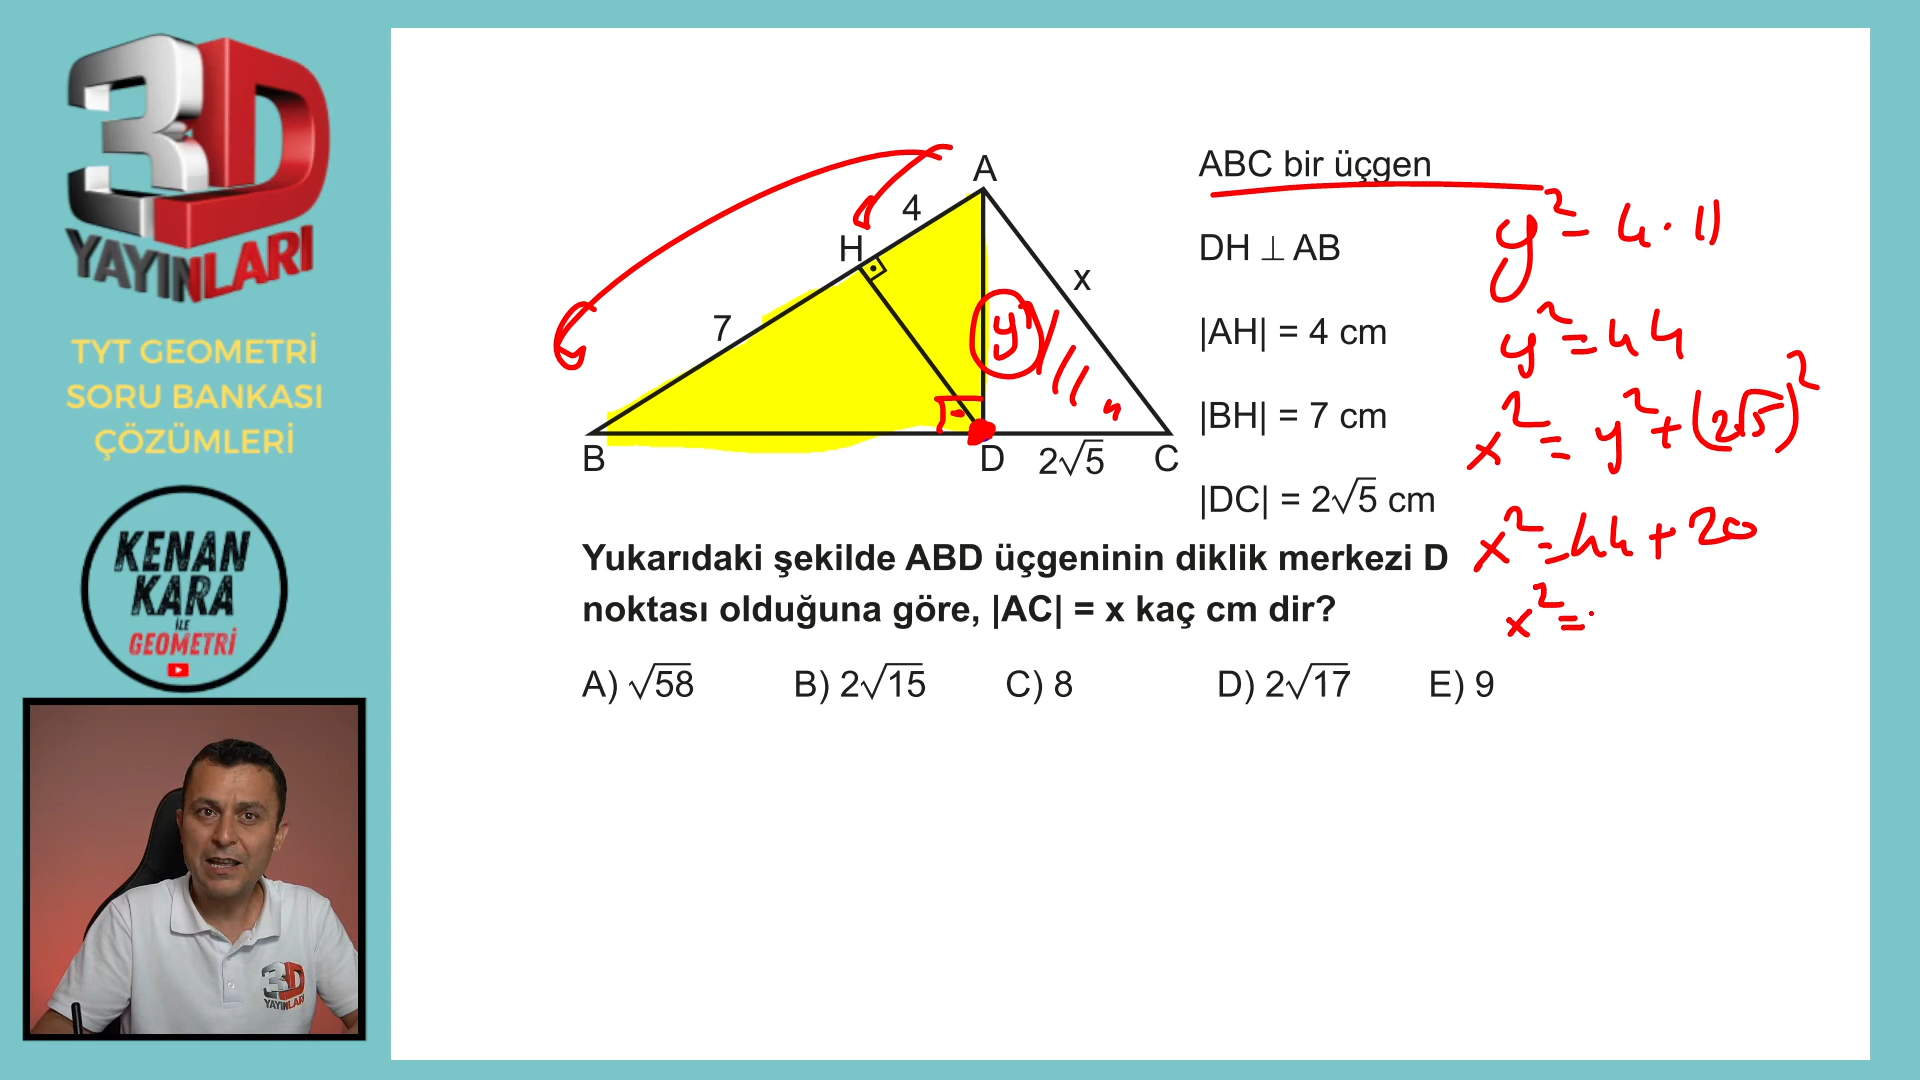 3D
YAYINLARI
TYT GEOMETRİ
SORU BANKASI
ÇÖZÜMLERİ
KENAN
KARA
İLE
GEOMETRİ
3D
YAYINLARI
A
4
H
7
x
y
B
D
2√5
C
ABC bir üçgen
DH ⊥ AB
|AH| = 4 cm
|BH| = 7 cm
|DC| = 2√5 cm
y² = 4 · 11
y² = 44
x² = y² + (2√5)²
x² = 44 + 20
x² =
Yukarıdaki şekilde ABD üçgeninin diklik merkezi D
noktası olduğuna göre, |AC| = x kaç cm dir?
A) √58 B) 2√15 C) 8 D) 2√17 E) 9